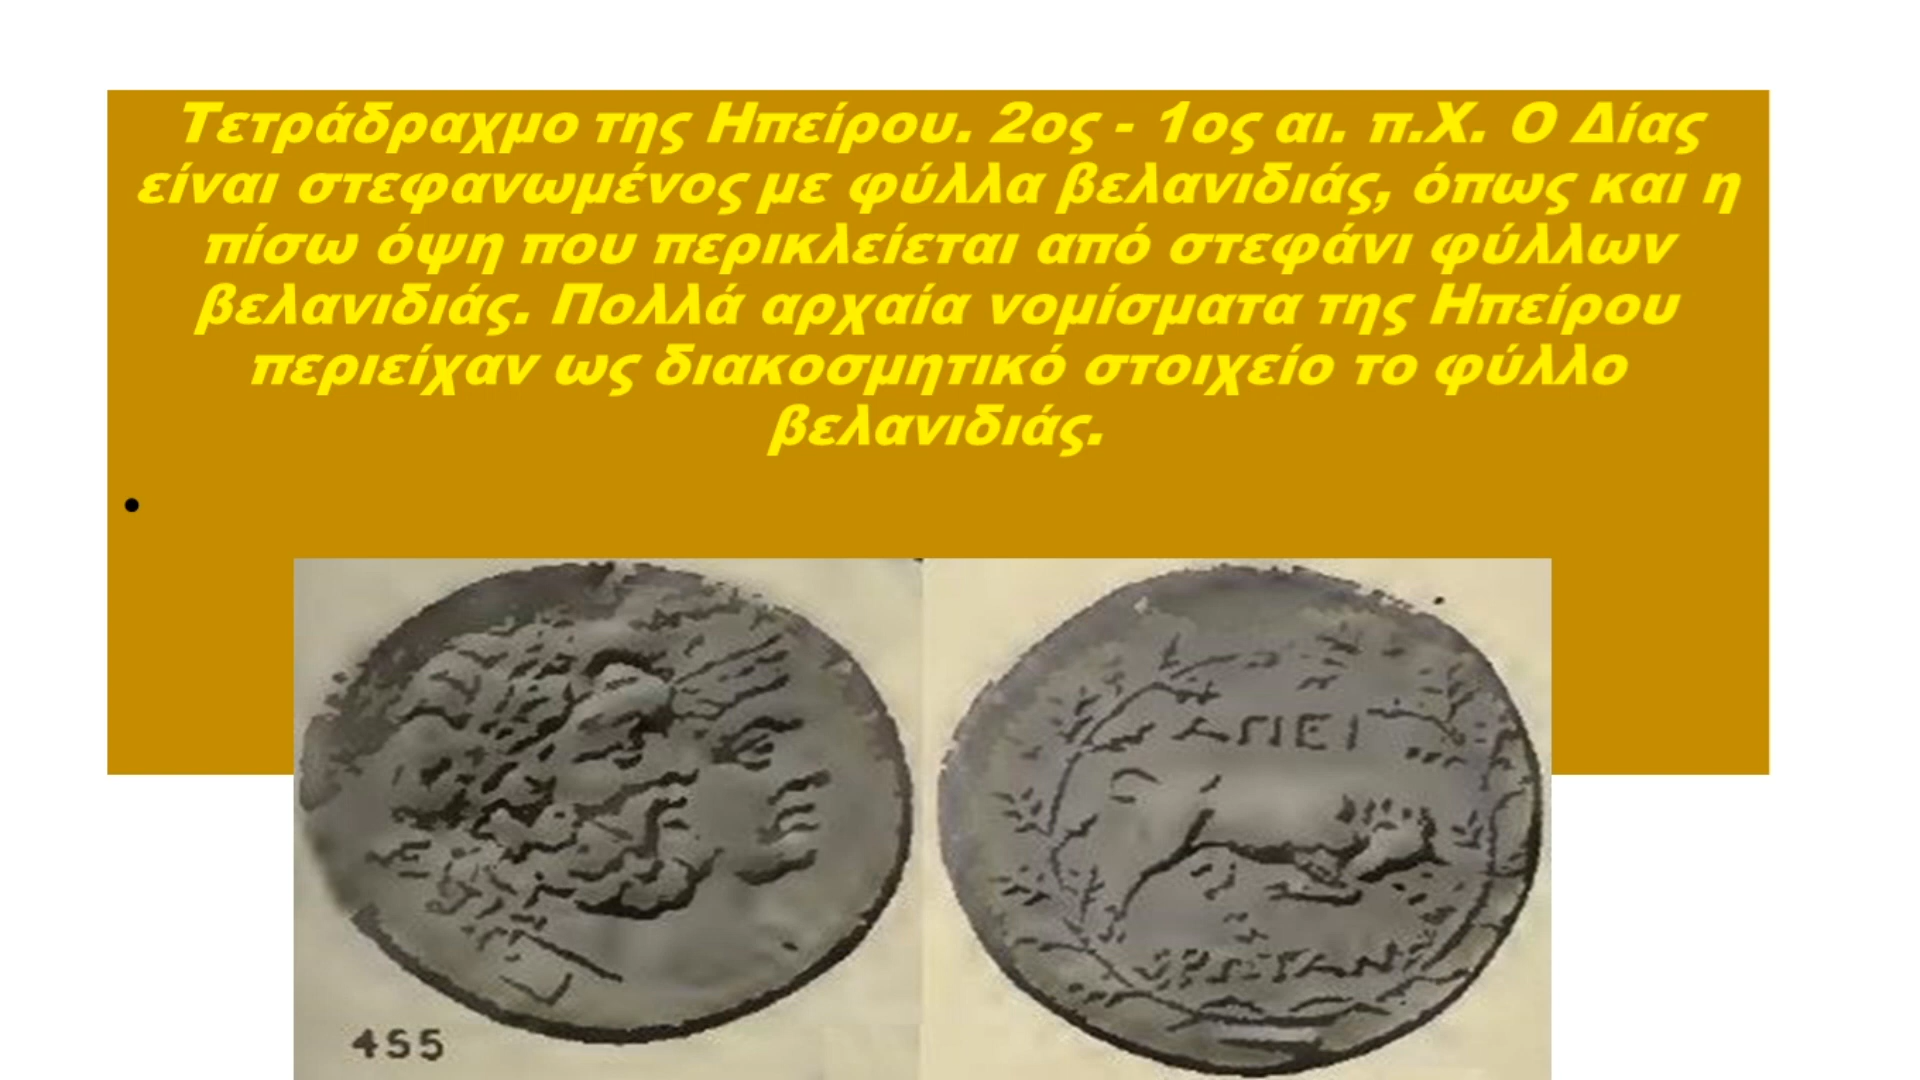 Τετράδραχμο της Ηπείρου. 2ος - 1ος αι. π.Χ. Ο Δίας
είναι στεφανωμένος με φύλλα βελανιδιάς, όπως και η
πίσω όψη που περικλείεται από στεφάνι φύλλων
βελανιδιάς. Πολλά αρχαία νομίσματα της Ηπείρου
περιείχαν ως διακοσμητικό στοιχείο το φύλλο
βελανιδιάς.
ΑΠΕΙ
455